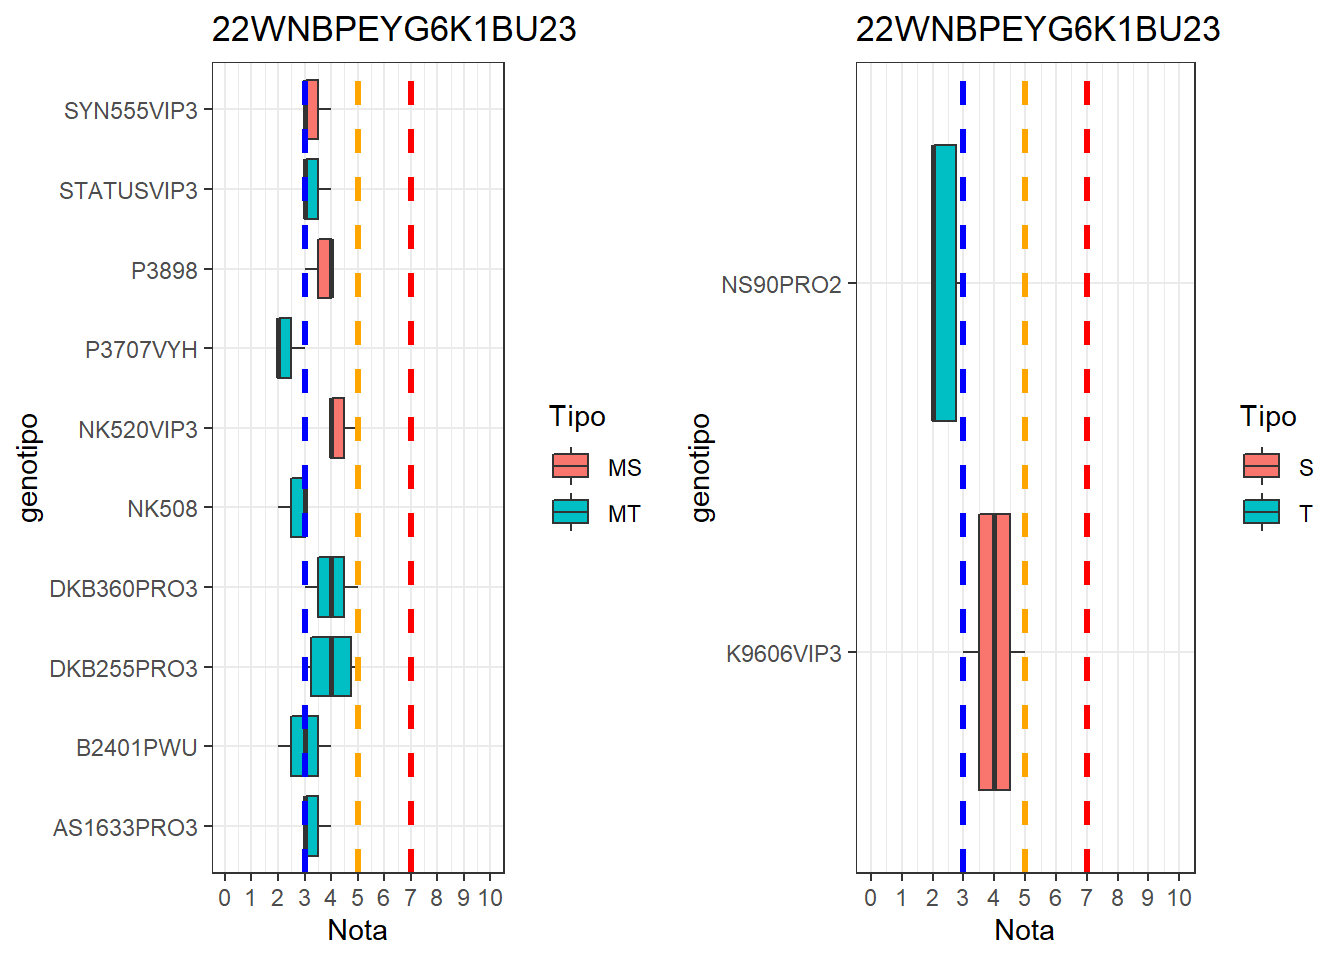 22WNBPEYG6K1BU23
SYN555VIP3
STATUSVIP3
P3898
P3707VYH
NK520VIP3
NK508
DKB360PRO3
DKB255PRO3
B2401PWU
AS1633PRO3
genotipo
0 1 2 3 4 5 6 7 8 9 10
Nota
Tipo
MS
MT
22WNBPEYG6K1BU23
NS90PRO2
K9606VIP3
genotipo
0 1 2 3 4 5 6 7 8 9 10
Nota
Tipo
S
T